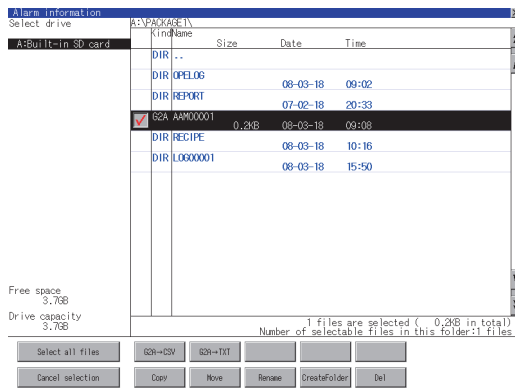 Alarm information
Select drive
A:\PACKAGE1\
Kind Name
Size Date Time
A:Built-in SD card
DIR ..
DIR OPELOG
08-03-18 09:02
DIR REPORT
07-02-18 20:33
G2A AAM00001
0.2KB 08-03-18 09:08
DIR RECIPE
08-03-18 10:16
DIR LOG00001
08-03-18 15:50
Free space
3.7GB
Drive capacity
3.7GB
1 files are selected ( 0.2KB in total)
Number of selectable files in this folder:1 files
Select all files G2A→CSV G2A→TXT
Cancel selection Copy Move Rename CreateFolder Del